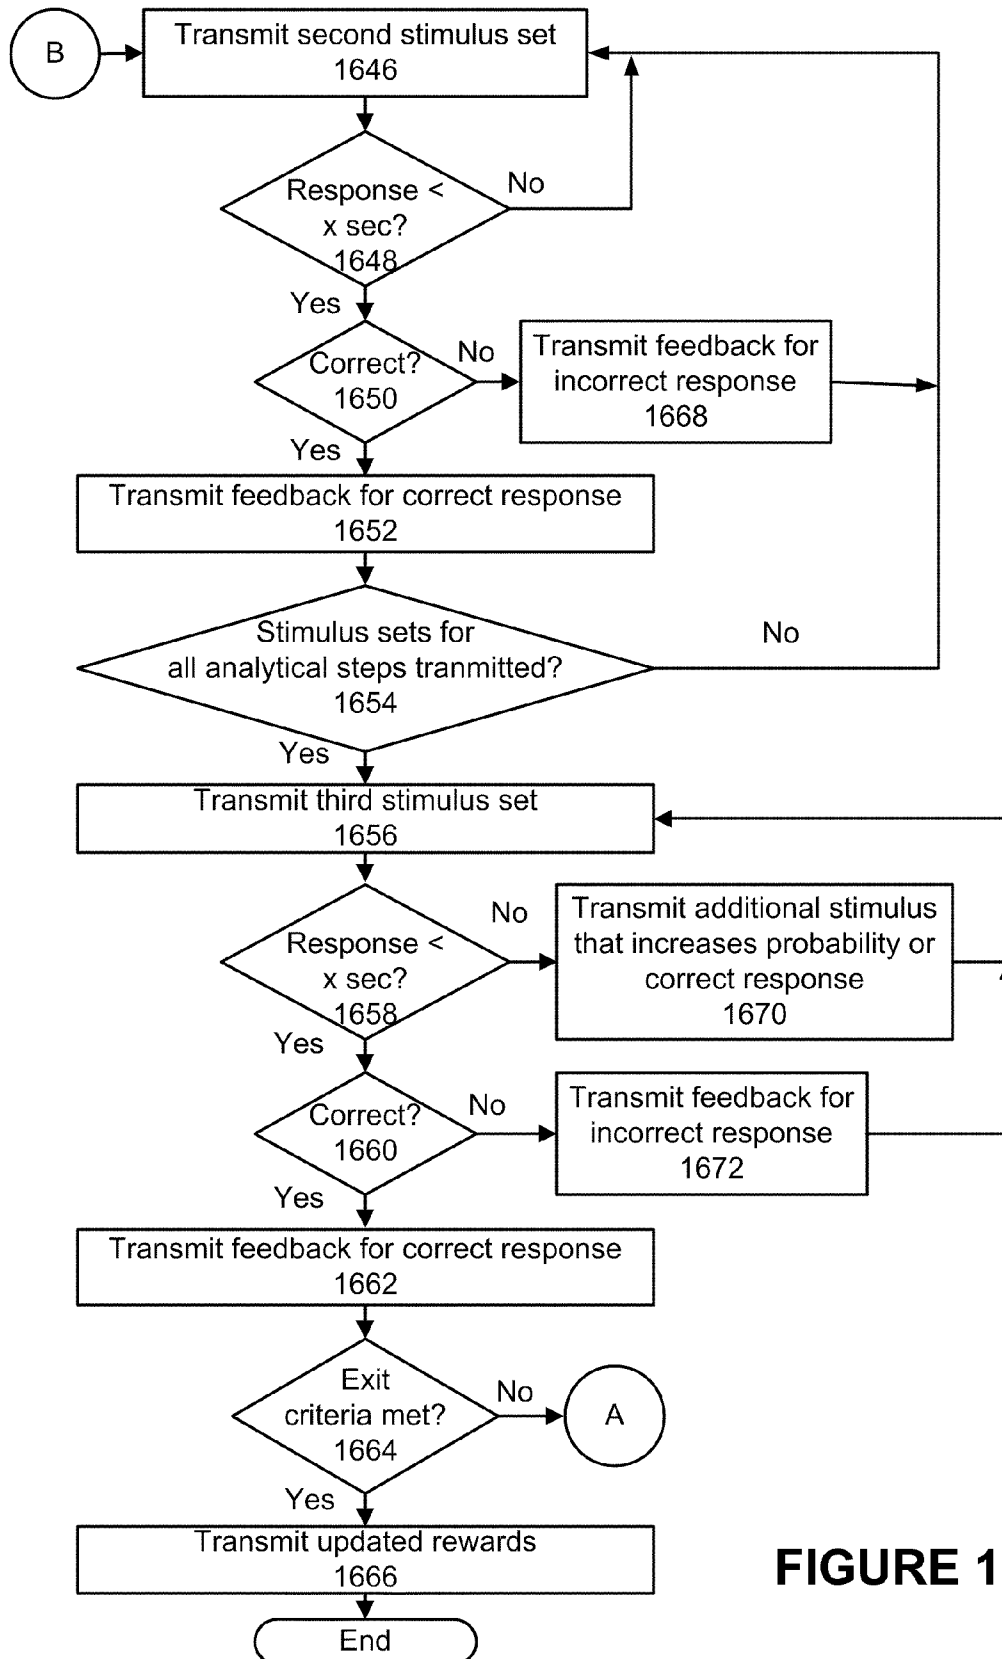 B
Transmit second stimulus set
1646
Response <
x sec?
1648
No
Yes
Correct?
1650
No
Transmit feedback for
incorrect response
1668
Yes
Transmit feedback for correct response
1652
Stimulus sets for
all analytical steps tranmitted?
1654
No
Yes
Transmit third stimulus set
1656
Response <
x sec?
1658
No
Transmit additional stimulus
that increases probability or
correct response
1670
Yes
Correct?
1660
No
Transmit feedback for
incorrect response
1672
Yes
Transmit feedback for correct response
1662
Exit
criteria met?
1664
No
A
Yes
Transmit updated rewards
1666
FIGURE 1
End